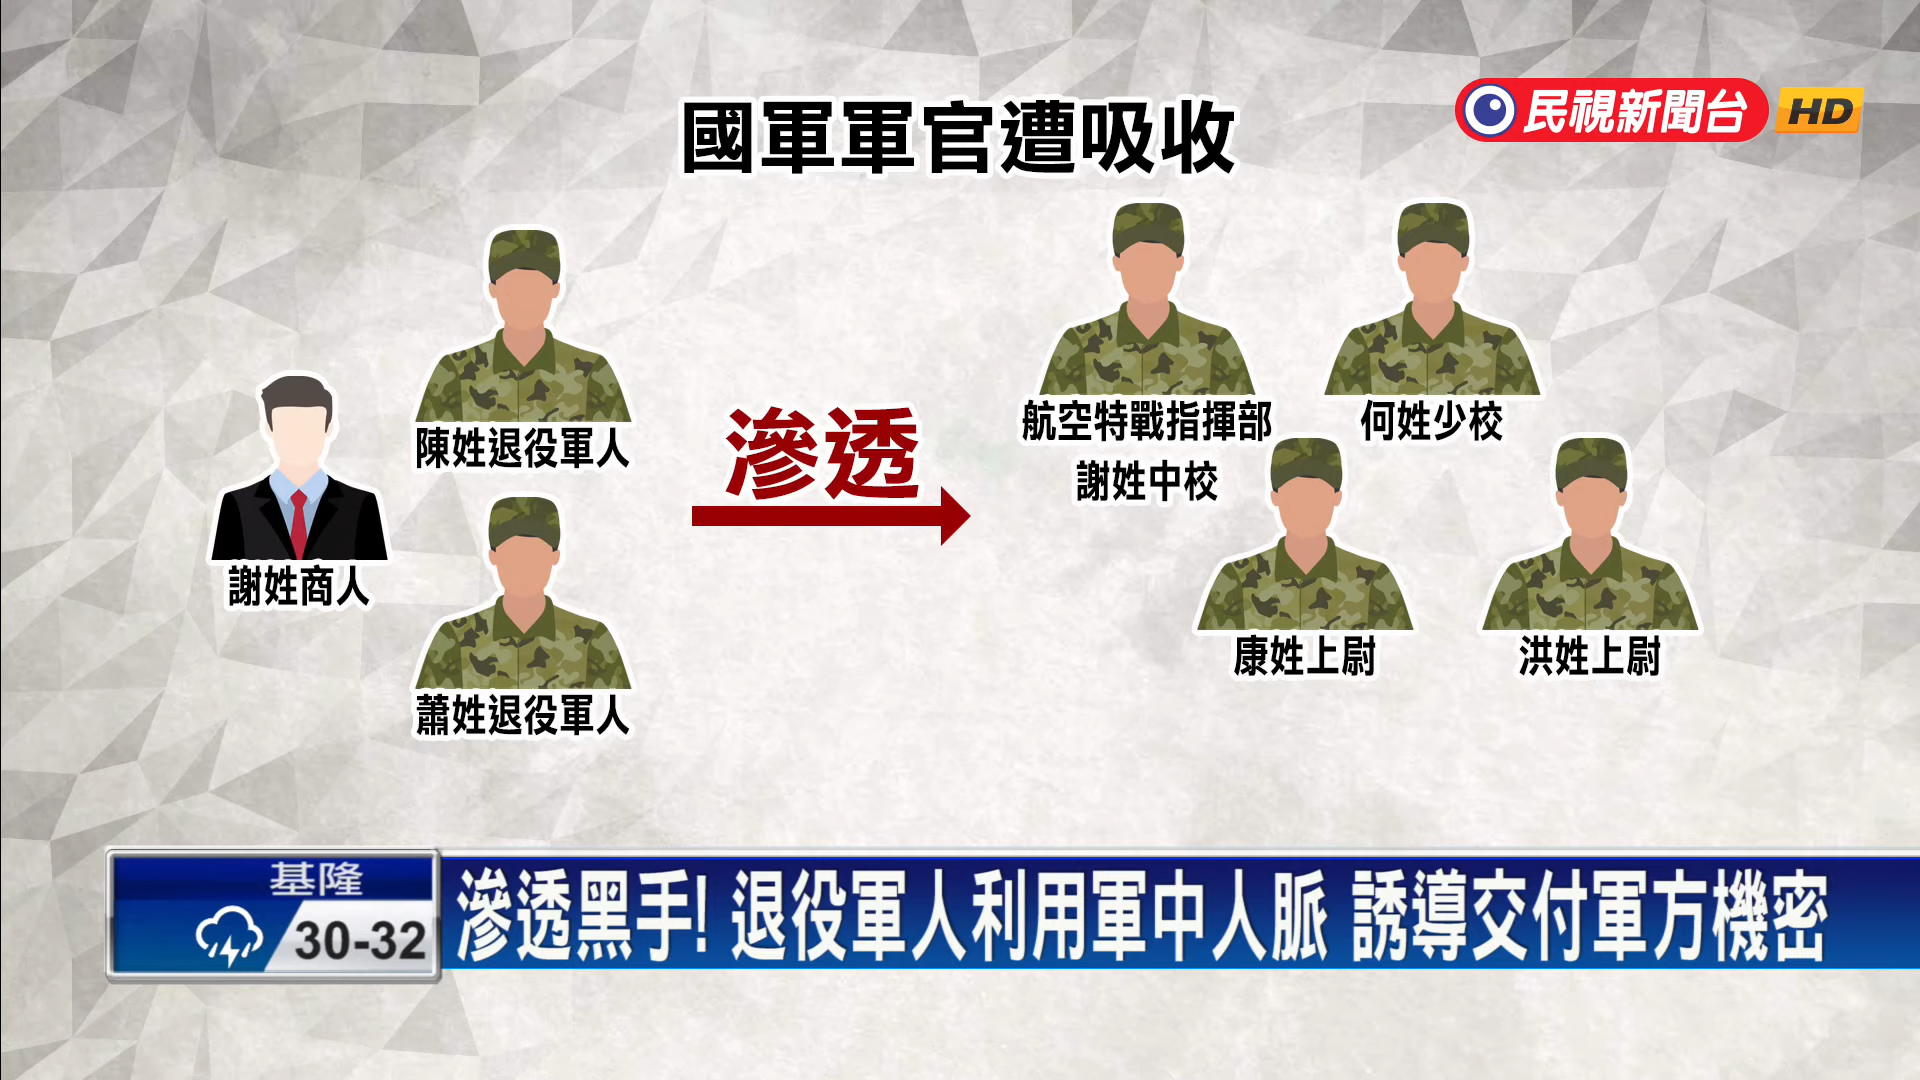 國軍軍官遭吸收
民視新聞台 HD
陳姓退役軍人
謝姓商人
蕭姓退役軍人
滲透
航空特戰指揮部
謝姓中校
何姓少校
康姓上尉
洪姓上尉
基隆
30-32
滲透黑手! 退役軍人利用軍中人脈 誘導交付軍方機密